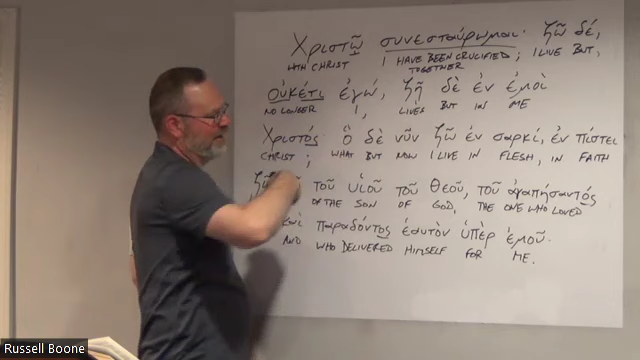 Χριστῷ συνεσταύρωμαι· ζῶ δέ,
WITH CHRIST I HAVE BEEN CRUCIFIED TOGETHER; I LIVE BUT,
οὐκέτι ἐγώ, ζῇ δὲ ἐν ἐμοὶ
NO LONGER I, LIVES BUT IN ME
Χριστός· ὃ δὲ νῦν ζῶ ἐν σαρκί, ἐν πίστει
CHRIST; WHAT BUT NOW I LIVE IN FLESH, IN FAITH
τοῦ υἱοῦ τοῦ θεοῦ, τοῦ ἀγαπήσαντός
OF THE SON OF GOD, THE ONE WHO LOVED
καὶ παραδόντος ἑαυτὸν ὑπὲρ ἐμοῦ.
AND WHO DELIVERED HIMSELF FOR ME.
Russell Boone